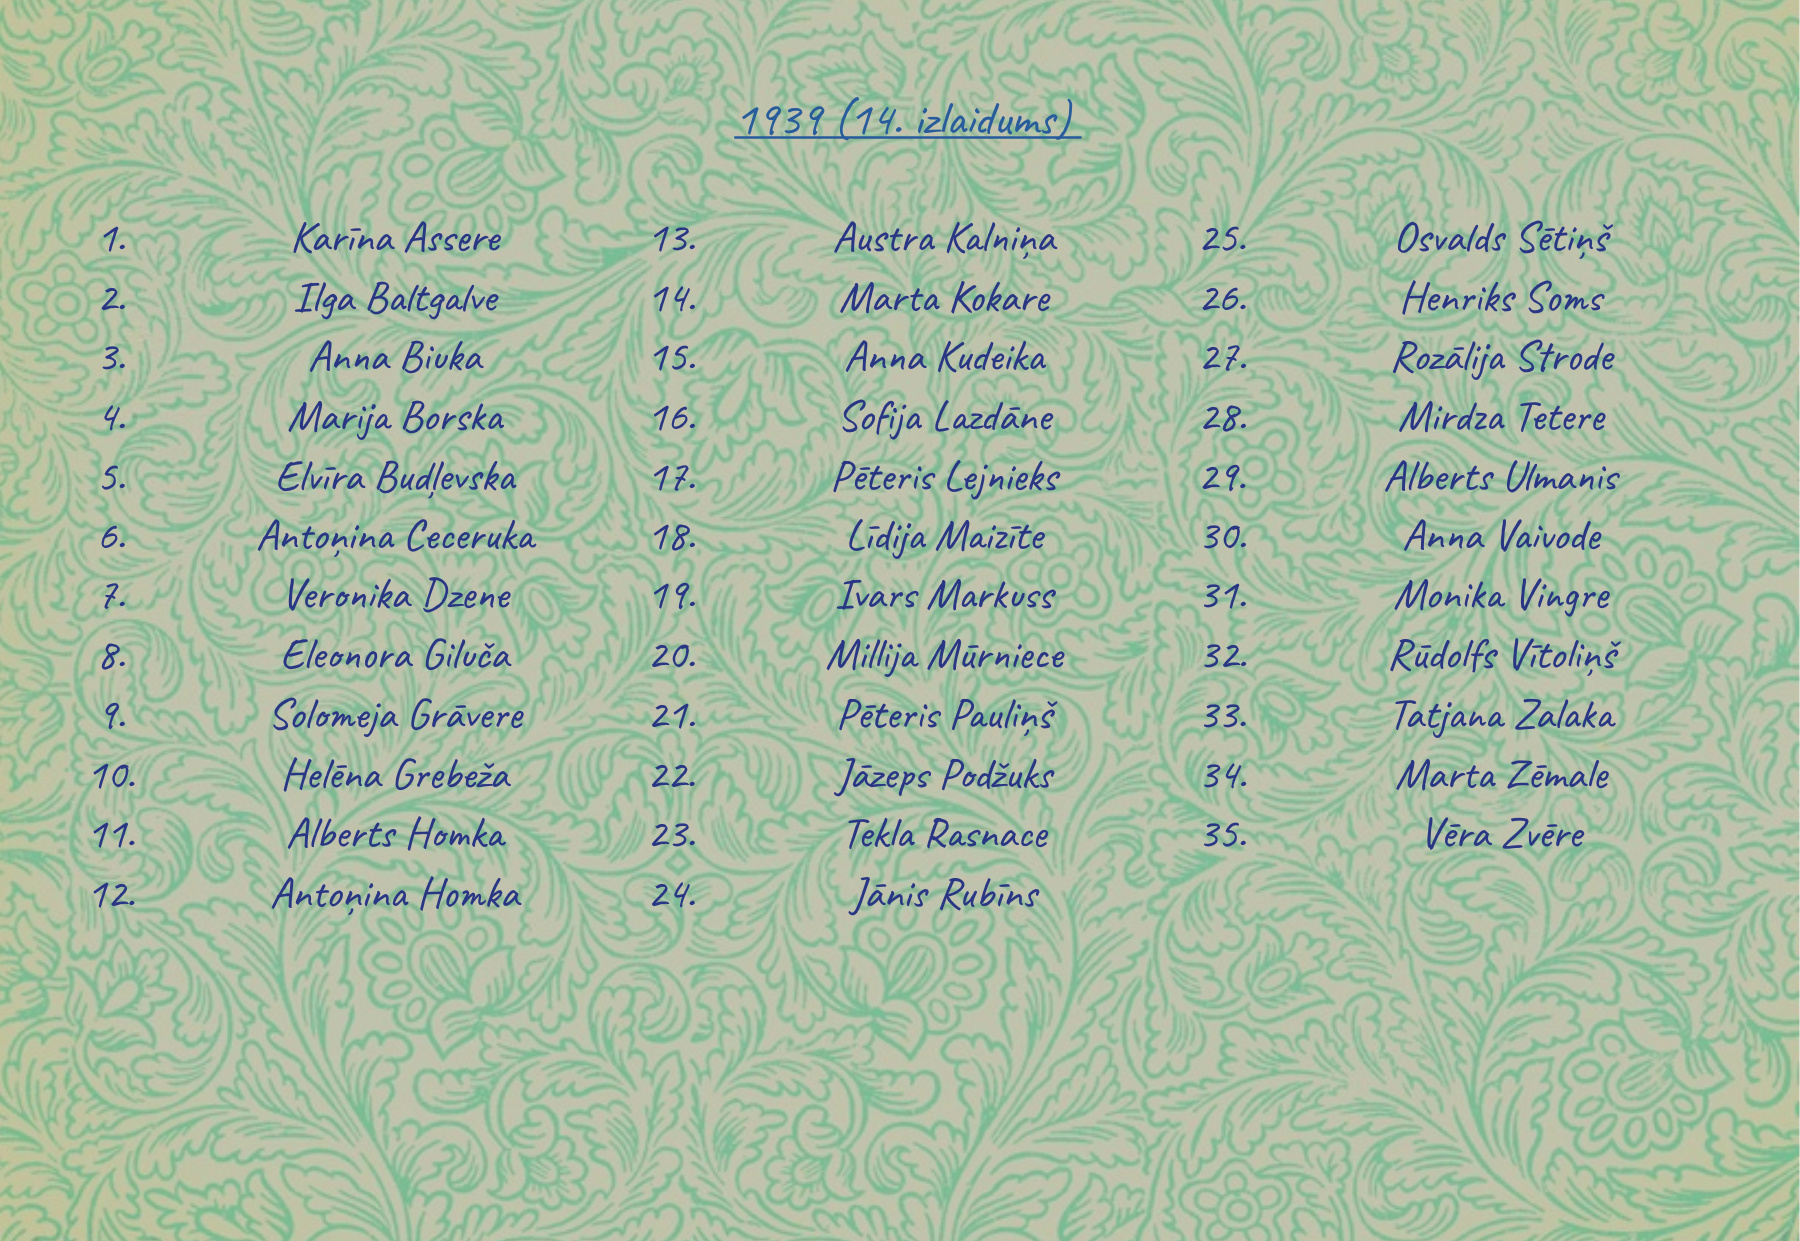 1939 (14. izlaidums)
1. Karīna Assere
2. Ilga Baltgalve
3. Anna Biuka
4. Marija Borska
5. Elvīra Budļevska
6. Antoņina Ceceruka
7. Veronika Dzene
8. Eleonora Giluča
9. Solomeja Grāvere
10. Helēna Grebeža
11. Alberts Homka
12. Antoņina Homka
13. Austra Kalniņa
14. Marta Kokare
15. Anna Kudeika
16. Sofija Lazdāne
17. Pēteris Lejnieks
18. Līdija Maizīte
19. Ivars Markuss
20. Millija Mūrniece
21. Pēteris Pauliņš
22. Jāzeps Podžuks
23. Tekla Rasnace
24. Jānis Rubīns
25. Osvalds Sētiņš
26. Henriks Soms
27. Rozālija Strode
28. Mirdza Tetere
29. Alberts Ulmanis
30. Anna Vaivode
31. Monika Vingre
32. Rūdolfs Vītoliņš
33. Tatjana Zalaka
34. Marta Zēmale
35. Vēra Zvēre